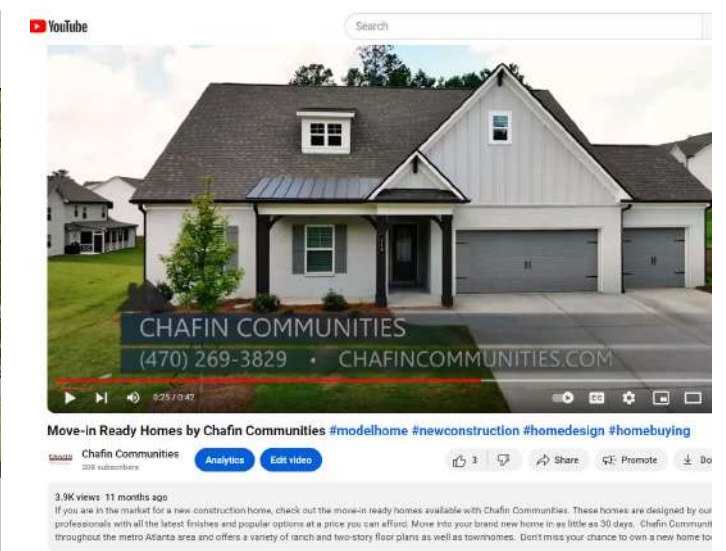 YouTube
Search
CHAFIN COMMUNITIES
(470) 269-3829 • CHAFINCOMMUNITIES.COM
0:25 / 0:42
CC
Move-in Ready Homes by Chafin Communities #modelhome #newconstruction #homedesign #homebuying
Chafin Communities
subscribers
Analytics
Edit video
3
Share
Promote
Do
3.9K views 11 months ago
If you are in the market for a new construction home, check out the move-in ready homes available with Chafin Communities. These homes are designed by our
professionals with all the latest finishes and popular options at a price you can afford. Move into your brand new home in as little as 30 days. Chafin Communit
throughout the metro Atlanta area and offers a variety of ranch and two-story floor plans as well as townhomes. Don't miss your chance to own a new home to